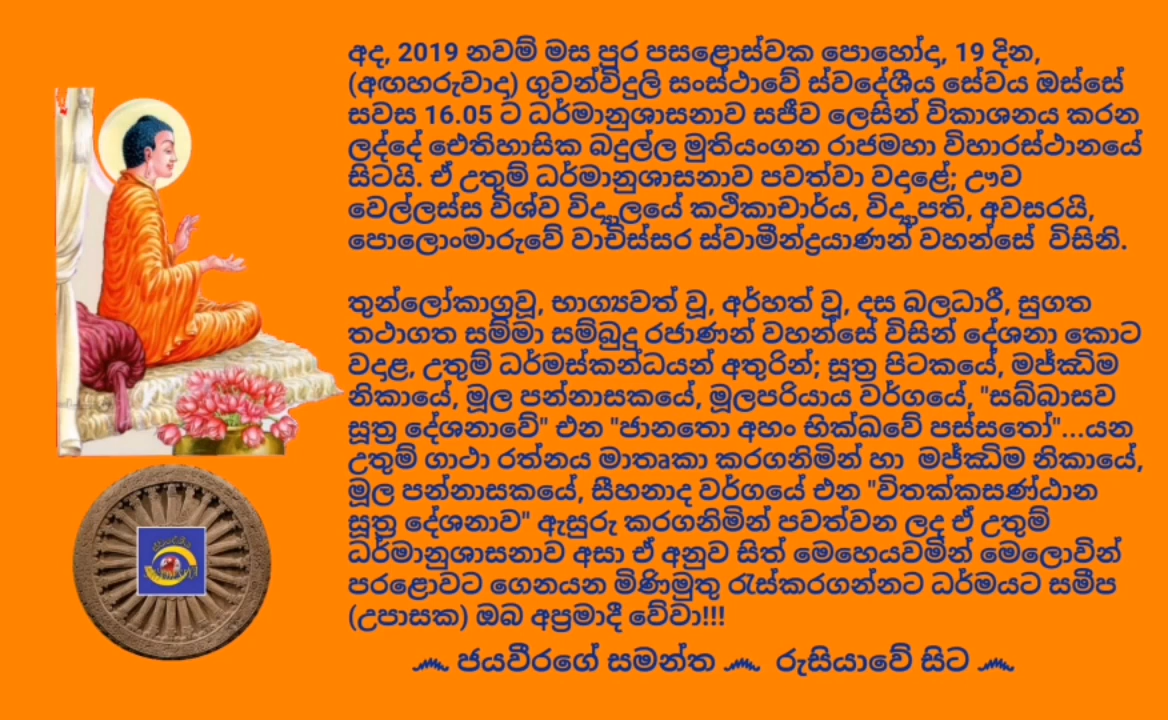 අද, 2019 නවම් මස පුර පසළොස්වක පොහෝදා, 19 දින,
(අඟහරුවාදා) ගුවන්විදුලි සංස්ථාවේ ස්වදේශීය සේවය ඔස්සේ
සවස 16.05 ට ධර්මානුශාසනාව සජීව ලෙසින් විකාශනය කරන
ලද්දේ ඓතිහාසික බදුල්ල මුතියංගන රාජමහා විහාරස්ථානයේ
සිටයි. ඒ උතුම් ධර්මානුශාසනාව පවත්වා වදාළේ; ඌව
වෙල්ලස්ස විශ්ව විද්‍යාලයේ කථිකාචාර්ය, විද්‍යාපති, අවසරයි,
පොලොංමාරුවේ වාචිස්සර ස්වාමීන්ද්‍රයාණන් වහන්සේ විසිනි.
තුන්ලෝකාග්‍රවූ, භාග්‍යවත් වූ, අර්හත් වූ, දස බලධාරී, සුගත
තථාගත සම්මා සම්බුදු රජාණන් වහන්සේ විසින් දේශනා කොට
වදාළ, උතුම් ධර්මස්කන්ධයන් අතුරින්; සූත්‍ර පිටකයේ, මජ්ඣිම
නිකායේ, මූල පන්නාසකයේ, මූලපරියාය වර්ගයේ, "සබ්බාසව
සූත්‍ර දේශනාවේ" එන "ජානතො අහං භික්ඛවේ පස්සතෝ"...යන
උතුම් ගාථා රත්නය මාතෘකා කරගනිමින් හා මජ්ඣිම නිකායේ,
මූල පන්නාසකයේ, සීහනාද වර්ගයේ එන "විතක්කසණ්ඨාන
සූත්‍ර දේශනාව" ඇසුරු කරගනිමින් පවත්වන ලද ඒ උතුම්
ධර්මානුශාසනාව අසා ඒ අනුව සිත් මෙහෙයවමින් මෙලොවින්
පරළොවට ගෙනයන මිණිමුතු රැස්කරගන්නට ධර්මයට සමීප
(උපාසක) ඔබ අප්‍රමාදී වේවා!!!
ජයවීරගේ සමන්ත රුසියාවේ සිට